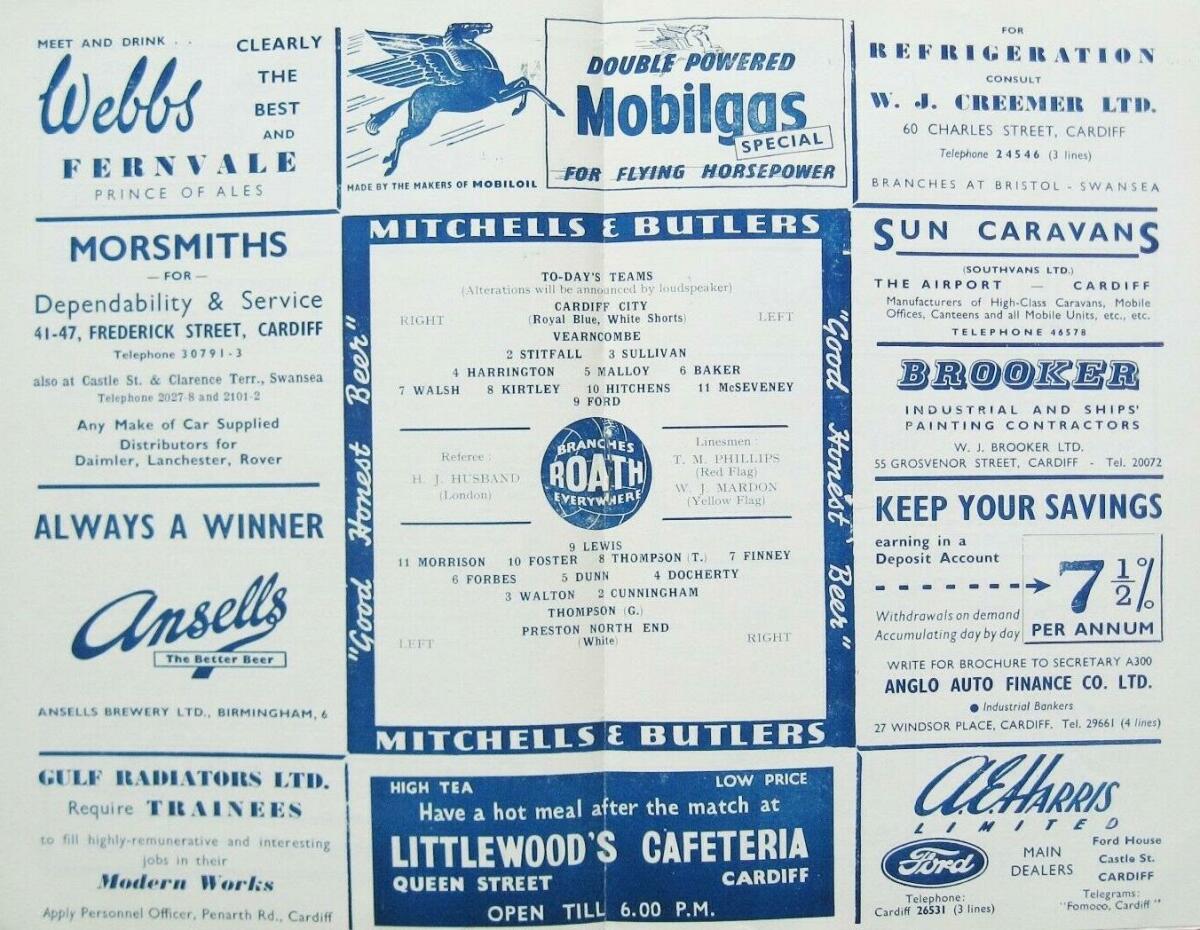 MEET AND DRINK . .
Webbs
CLEARLY
THE
BEST
AND
FERNVALE
PRINCE OF ALES
MADE BY THE MAKERS OF MOBILOIL
DOUBLE POWERED
Mobilgas
SPECIAL
FOR FLYING HORSEPOWER
FOR
REFRIGERATION
CONSULT
W. J. CREEMER LTD.
60 CHARLES STREET, CARDIFF
Telephone 24546 (3 lines)
BRANCHES AT BRISTOL - SWANSEA
MORSMITHS
— FOR —
Dependability & Service
41-47, FREDERICK STREET, CARDIFF
Telephone 30791-3
also at Castle St. & Clarence Terr., Swansea
Telephone 2027-8 and 2101-2
Any Make of Car Supplied
Distributors for
Daimler, Lanchester, Rover
ALWAYS A WINNER
Ansells
The Better Beer
ANSELLS BREWERY LTD., BIRMINGHAM, 6
GULF RADIATORS LTD.
Require TRAINEES
to fill highly-remunerative and interesting
jobs in their
Modern Works
Apply Personnel Officer, Penarth Rd., Cardiff
MITCHELLS & BUTLERS
"Good Honest Beer"
TO-DAY'S TEAMS
(Alterations will be announced by loudspeaker)
CARDIFF CITY
RIGHT (Royal Blue, White Shorts) LEFT
VEARNCOMBE
2 STITFALL 3 SULLIVAN
4 HARRINGTON 5 MALLOY 6 BAKER
7 WALSH 8 KIRTLEY 10 HITCHENS 11 McSEVENEY
9 FORD
Referee :
H. J. HUSBAND
(London)
BRANCHES
ROATH
EVERYWHERE
Linesmen :
T. M. PHILLIPS
(Red Flag)
W. J. MARDON
(Yellow Flag)
9 LEWIS
11 MORRISON 10 FOSTER 8 THOMPSON (T.) 7 FINNEY
6 FORBES 5 DUNN 4 DOCHERTY
3 WALTON 2 CUNNINGHAM
THOMPSON (G.)
PRESTON NORTH END
LEFT (White) RIGHT
"Good Honest Beer"
MITCHELLS & BUTLERS
HIGH TEA LOW PRICE
Have a hot meal after the match at
LITTLEWOOD'S CAFETERIA
QUEEN STREET CARDIFF
OPEN TILL 6.00 P.M.
SUN CARAVANS
(SOUTHVANS LTD.)
THE AIRPORT — CARDIFF
Manufacturers of High-Class Caravans, Mobile
Offices, Canteens and all Mobile Units, etc., etc.
TELEPHONE 46578
BROOKER
INDUSTRIAL AND SHIPS'
PAINTING CONTRACTORS
W. J. BROOKER LTD.
55 GROSVENOR STREET, CARDIFF - Tel. 20072
KEEP YOUR SAVINGS
earning in a
Deposit Account
7 1/2 %
PER ANNUM
Withdrawals on demand
Accumulating day by day
WRITE FOR BROCHURE TO SECRETARY A300
ANGLO AUTO FINANCE CO. LTD.
● Industrial Bankers
27 WINDSOR PLACE, CARDIFF. Tel. 29661 (4 lines)
A.E. HARRIS
LIMITED
Ford
MAIN
DEALERS
Ford House
Castle St.
CARDIFF
Telephone:
Cardiff 26531 (3 lines)
Telegrams:
"Fomoco, Cardiff"